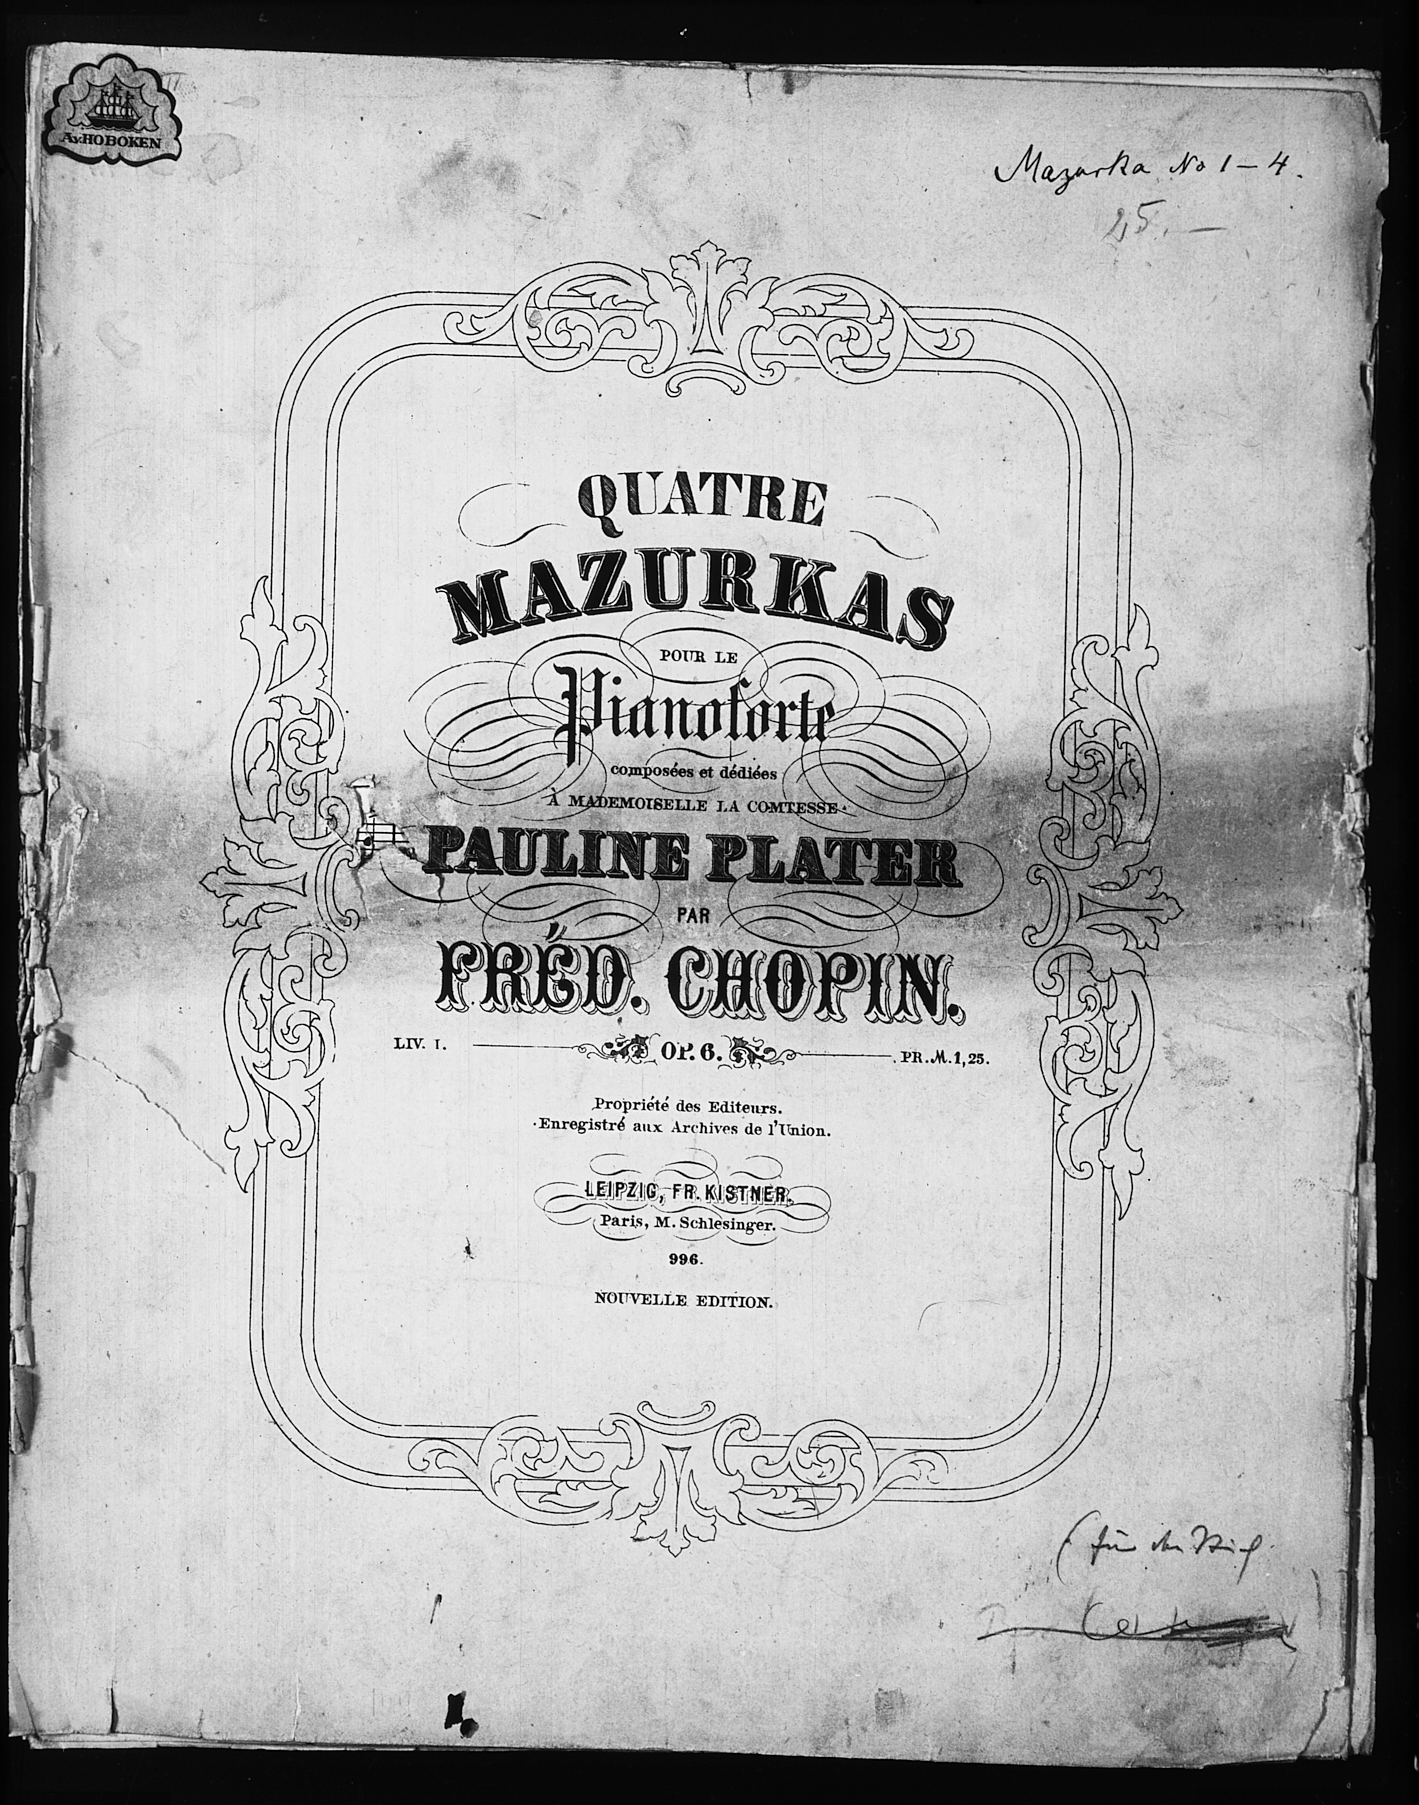 A.v.HOBOKEN
Mazurka No 1 – 4.
25.—
QUATRE
MAZURKAS
POUR LE
Pianoforte
composées et dédiées
À MADEMOISELLE LA COMTESSE
PAULINE PLATER
PAR
FRÉD. CHOPIN.
LIV. I. OP. 6. PR. M. 1,25.
Propriété des Editeurs.
Enregistré aux Archives de l'Union.
LEIPZIG, FR. KISTNER.
Paris, M. Schlesinger.
996.
NOUVELLE EDITION.